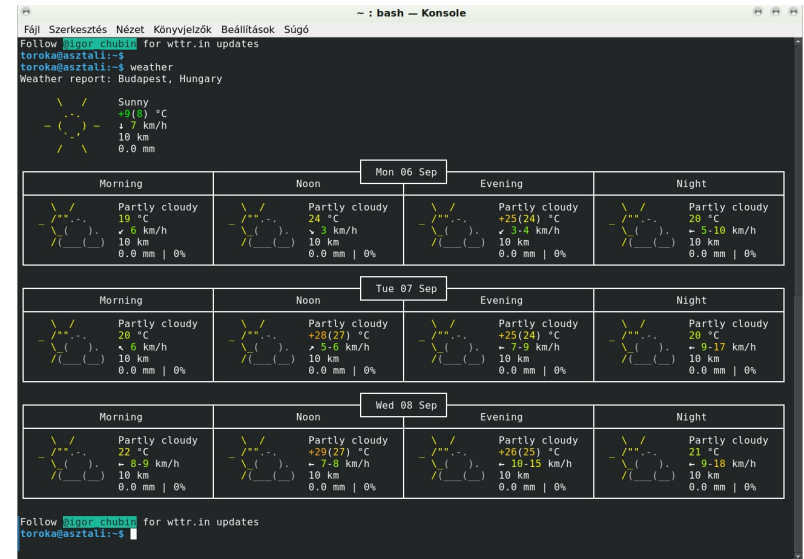 ~ : bash — Konsole
Fájl Szerkesztés Nézet Könyvjelzők Beállítások Súgó
Follow @igor_chubin for wttr.in updates
toroka@asztali:~$
toroka@asztali:~$ weather
Weather report: Budapest, Hungary
Sunny
+9(8) °C
↓ 7 km/h
10 km
0.0 mm
Mon 06 Sep
Morning Noon Evening Night
Partly cloudy Partly cloudy Partly cloudy Partly cloudy
19 °C 24 °C +25(24) °C 20 °C
↙ 6 km/h ↘ 3 km/h ↙ 3-4 km/h ← 5-10 km/h
10 km 10 km 10 km 10 km
0.0 mm | 0% 0.0 mm | 0% 0.0 mm | 0% 0.0 mm | 0%
Tue 07 Sep
Morning Noon Evening Night
Partly cloudy Partly cloudy Partly cloudy Partly cloudy
20 °C +28(27) °C +25(24) °C 20 °C
↖ 6 km/h ↗ 5-6 km/h ← 7-9 km/h ← 9-17 km/h
10 km 10 km 10 km 10 km
0.0 mm | 0% 0.0 mm | 0% 0.0 mm | 0% 0.0 mm | 0%
Wed 08 Sep
Morning Noon Evening Night
Partly cloudy Partly cloudy Partly cloudy Partly cloudy
22 °C +29(27) °C +26(25) °C 21 °C
← 8-9 km/h ← 7-8 km/h ← 10-15 km/h ← 9-18 km/h
10 km 10 km 10 km 10 km
0.0 mm | 0% 0.0 mm | 0% 0.0 mm | 0% 0.0 mm | 0%
Follow @igor_chubin for wttr.in updates
toroka@asztali:~$